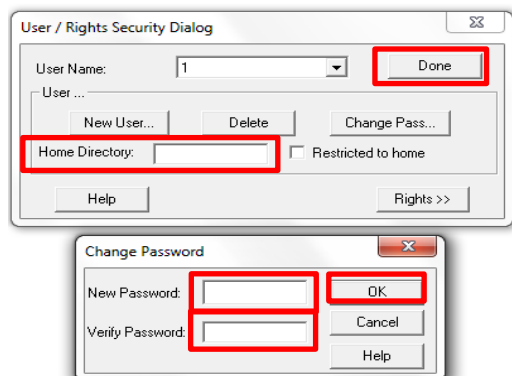 User / Rights Security Dialog
User Name: 1 Done
User ...
New User... Delete Change Pass...
Home Directory: Restricted to home
Help Rights >>
Change Password
New Password: OK
Cancel
Verify Password:
Help